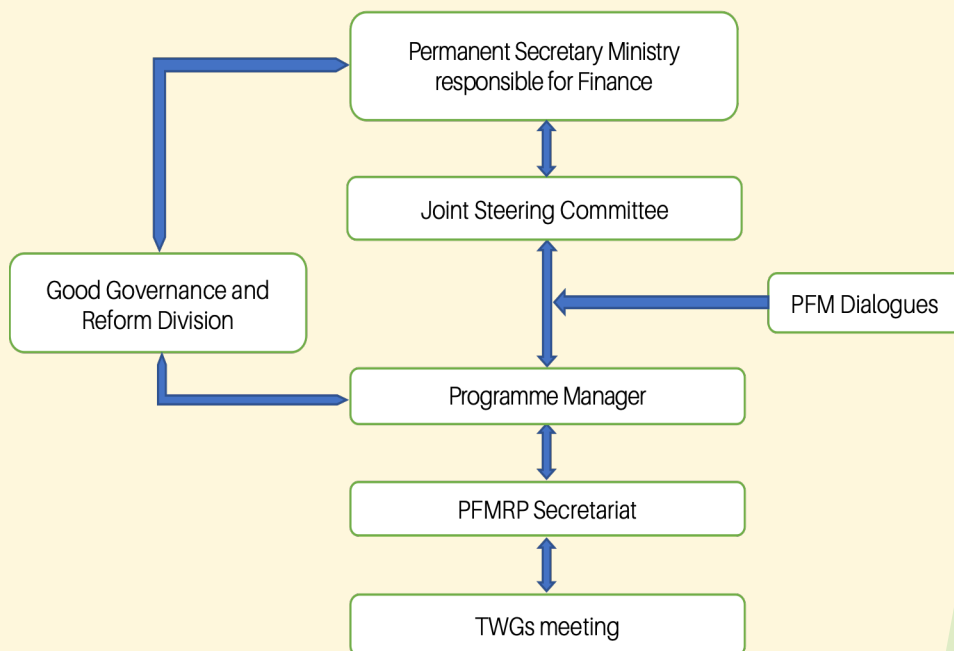 Permanent Secretary Ministry
responsible for Finance
Joint Steering Committee
Good Governance and
Reform Division
PFM Dialogues
Programme Manager
PFMRP Secretariat
TWGs meeting